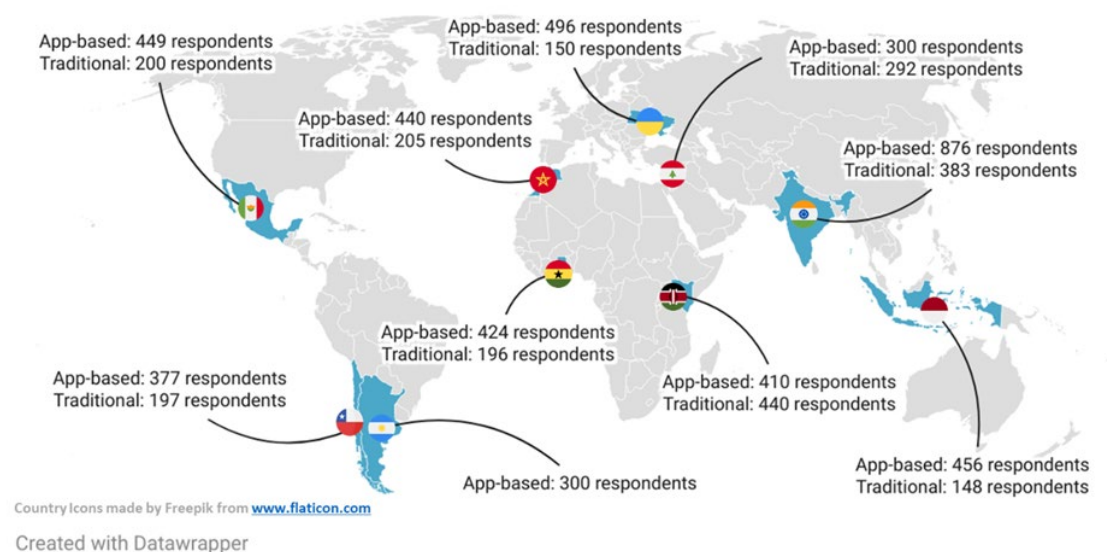 App-based: 449 respondents
Traditional: 200 respondents
App-based: 496 respondents
Traditional: 150 respondents
App-based: 300 respondents
Traditional: 292 respondents
App-based: 440 respondents
Traditional: 205 respondents
App-based: 876 respondents
Traditional: 383 respondents
App-based: 424 respondents
Traditional: 196 respondents
App-based: 377 respondents
Traditional: 197 respondents
App-based: 410 respondents
Traditional: 440 respondents
App-based: 300 respondents
App-based: 456 respondents
Traditional: 148 respondents
Country Icons made by Freepik from www.flaticon.com
Created with Datawrapper